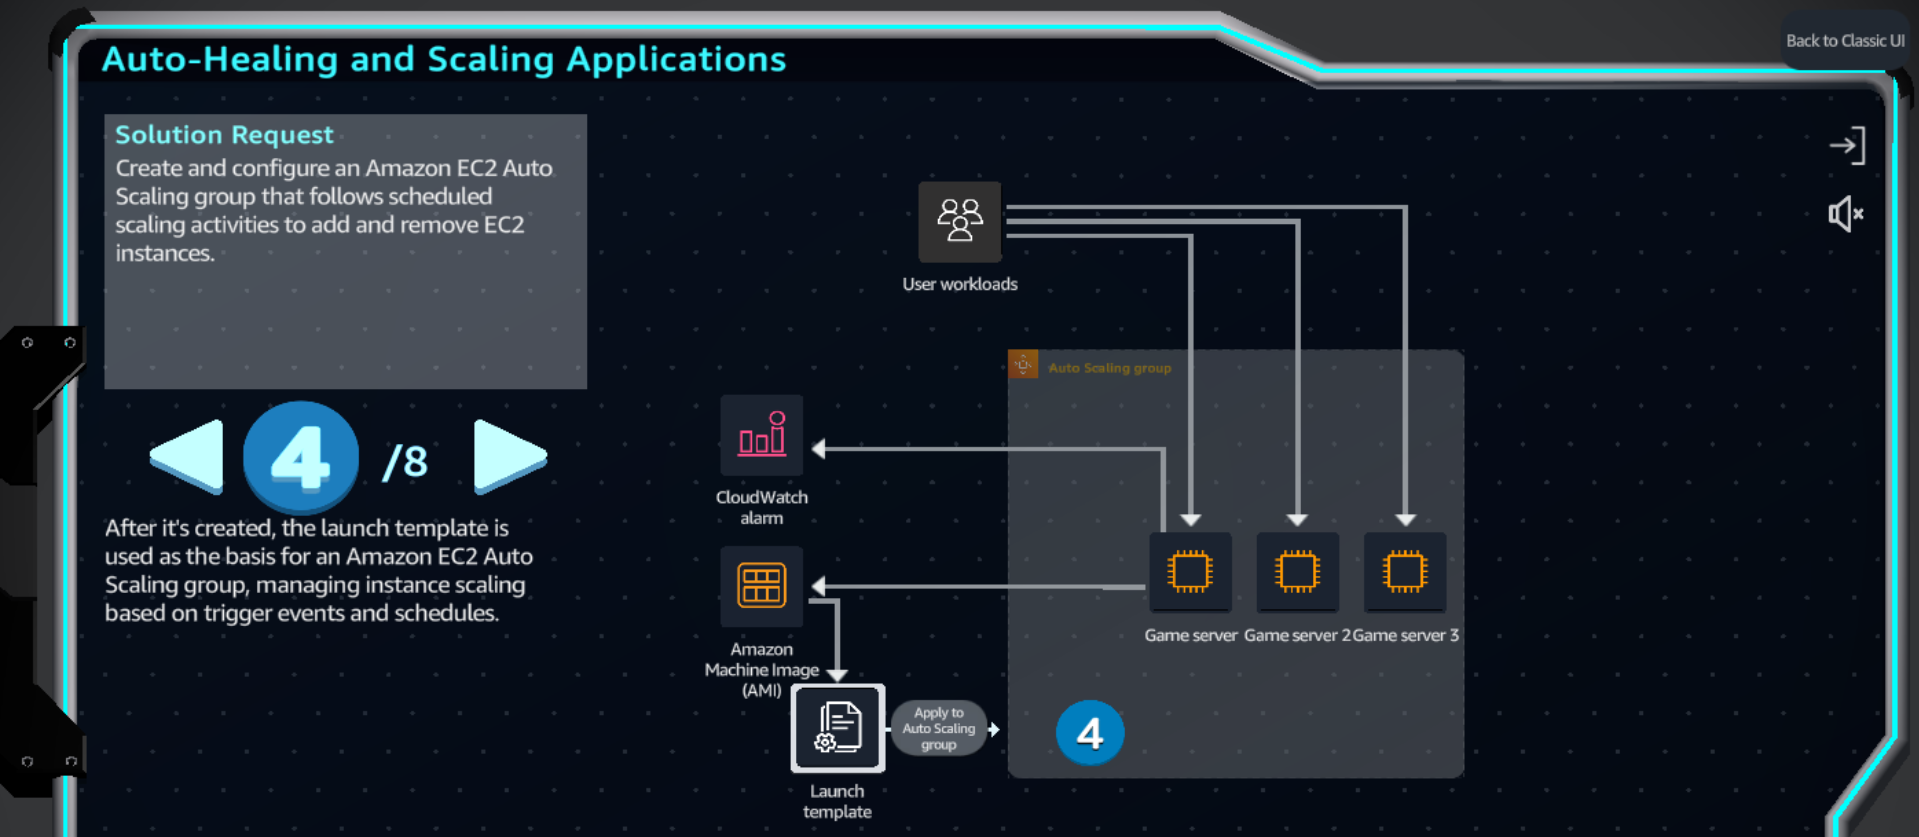 Back to Classic UI
Auto-Healing and Scaling Applications
Solution Request
Create and configure an Amazon EC2 Auto
Scaling group that follows scheduled
scaling activities to add and remove EC2
instances.
4 /8
After it's created, the launch template is
used as the basis for an Amazon EC2 Auto
Scaling group, managing instance scaling
based on trigger events and schedules.
User workloads
Auto Scaling group
CloudWatch
alarm
Game server
Game server 2
Game server 3
Amazon
Machine Image
(AMI)
Apply to
Auto Scaling
group
4
Launch
template